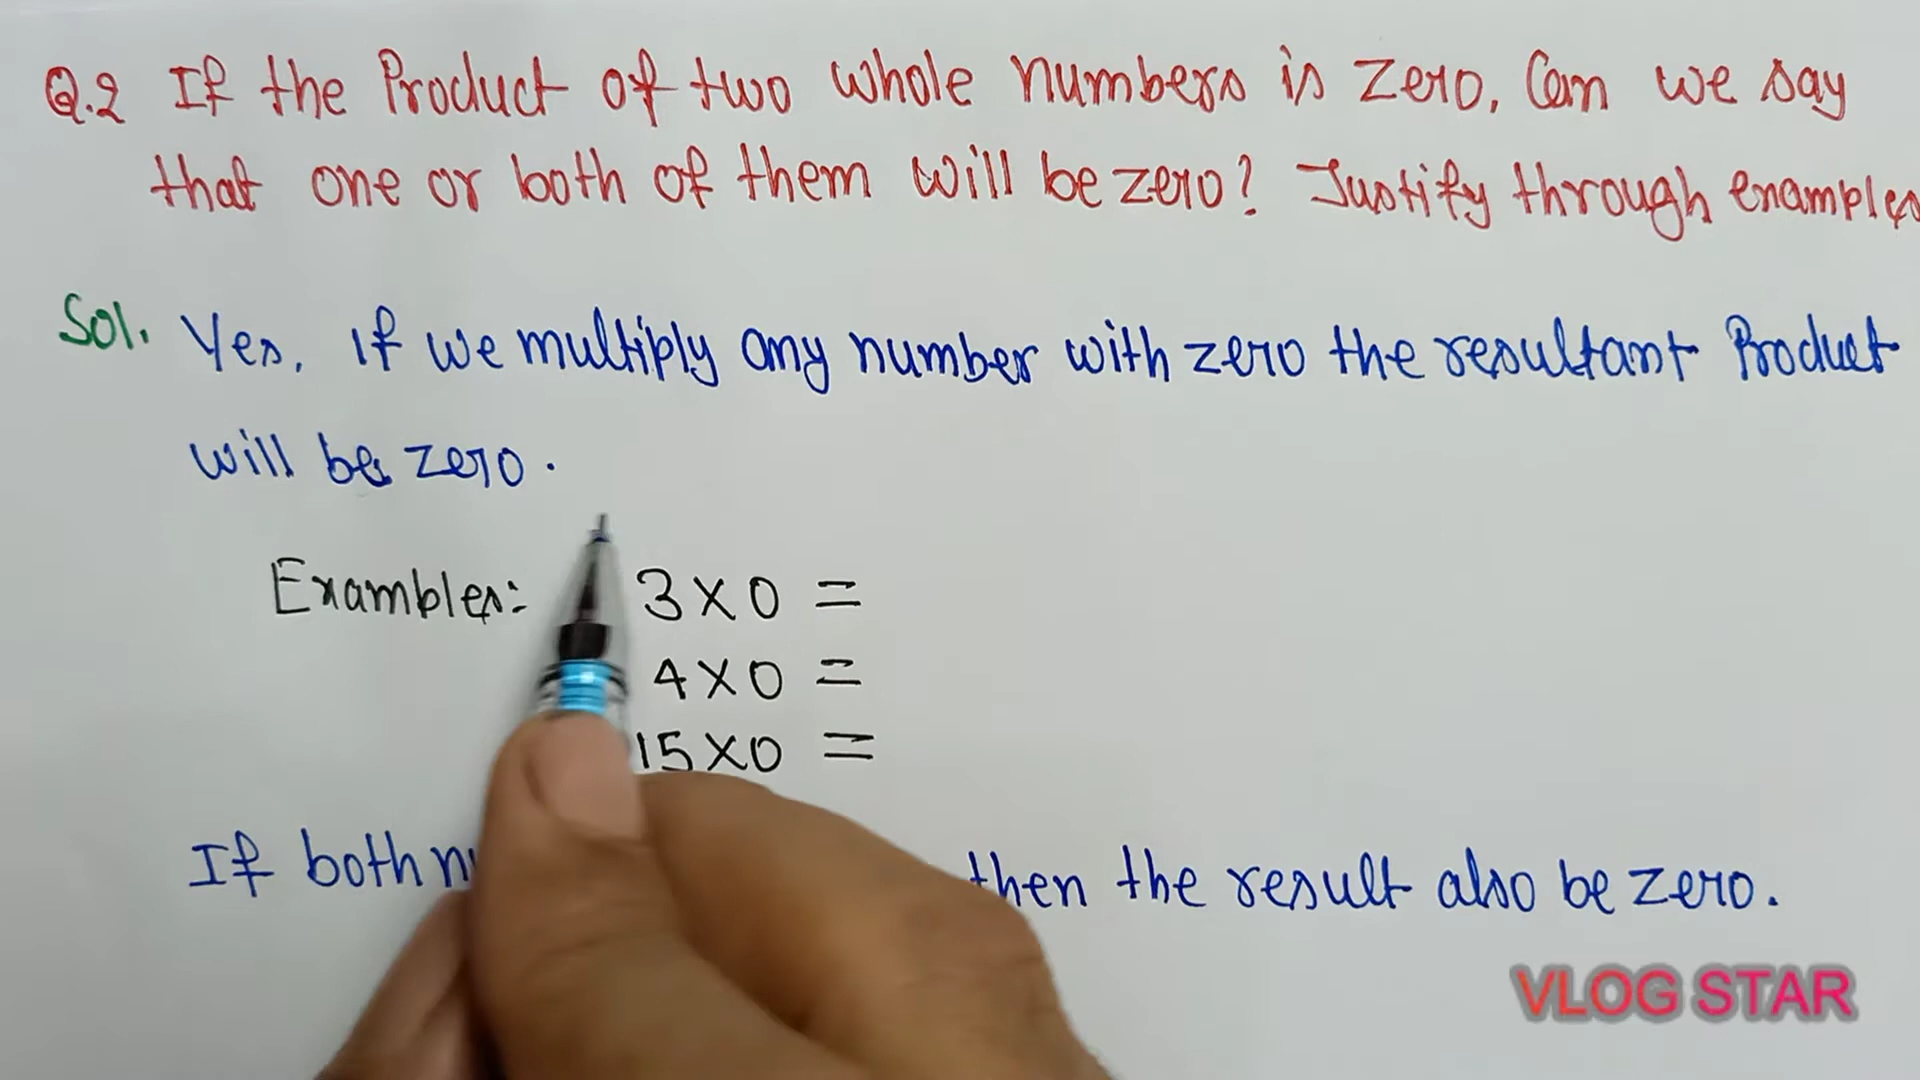 Q.2 If the Product of two whole numbers is zero, Can we say
that one or both of them will be zero? Justify through examples
Sol. Yes, if we multiply any number with zero the resultant Product
will be zero.
Exambles:- 3×0 =
4×0 =
15×0 =
If both then the result also be zero.
VLOG STAR